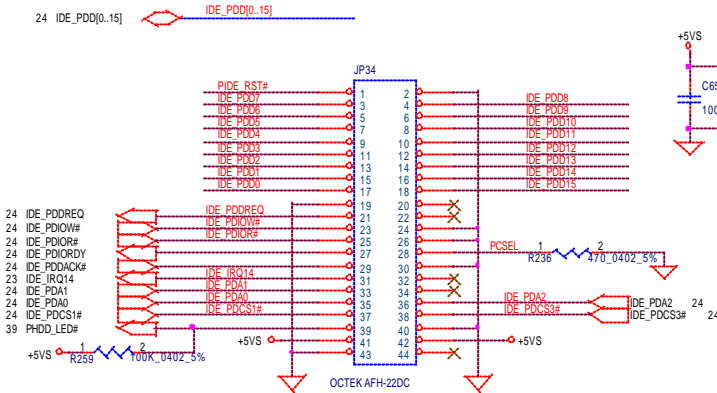 24 IDE_PDD[0..15] IDE_PDD[0..15]
+5VS
JP34
C65
100
PIDE_RST# 1 2
IDE_PDD7 3 4 IDE_PDD8
IDE_PDD6 5 6 IDE_PDD9
IDE_PDD5 7 8 IDE_PDD10
IDE_PDD4 9 10 IDE_PDD11
IDE_PDD3 11 12 IDE_PDD12
IDE_PDD2 13 14 IDE_PDD13
IDE_PDD1 15 16 IDE_PDD14
IDE_PDD0 17 18 IDE_PDD15
19 20
24 IDE_PDDREQ IDE_PDDREQ 21 22
24 IDE_PDIOW# IDE_PDIOW# 23 24
24 IDE_PDIOR# IDE_PDIOR# 25 26
24 IDE_PDIORDY 27 28 PCSEL 1 2
R236 470_0402_5%
24 IDE_PDDACK# 29 30
23 IDE_IRQ14 IDE_IRQ14 31 32
24 IDE_PDA1 IDE_PDA1 33 34
24 IDE_PDA0 IDE_PDA0 35 36 IDE_PDA2 IDE_PDA2 24
24 IDE_PDCS1# IDE_PDCS1# 37 38 IDE_PDCS3# IDE_PDCS3# 24
39 PHDD_LED# 39 40
+5VS 41 42 +5VS
+5VS 1 2 43 44
R259 100K_0402_5%
OCTEK AFH-22DC